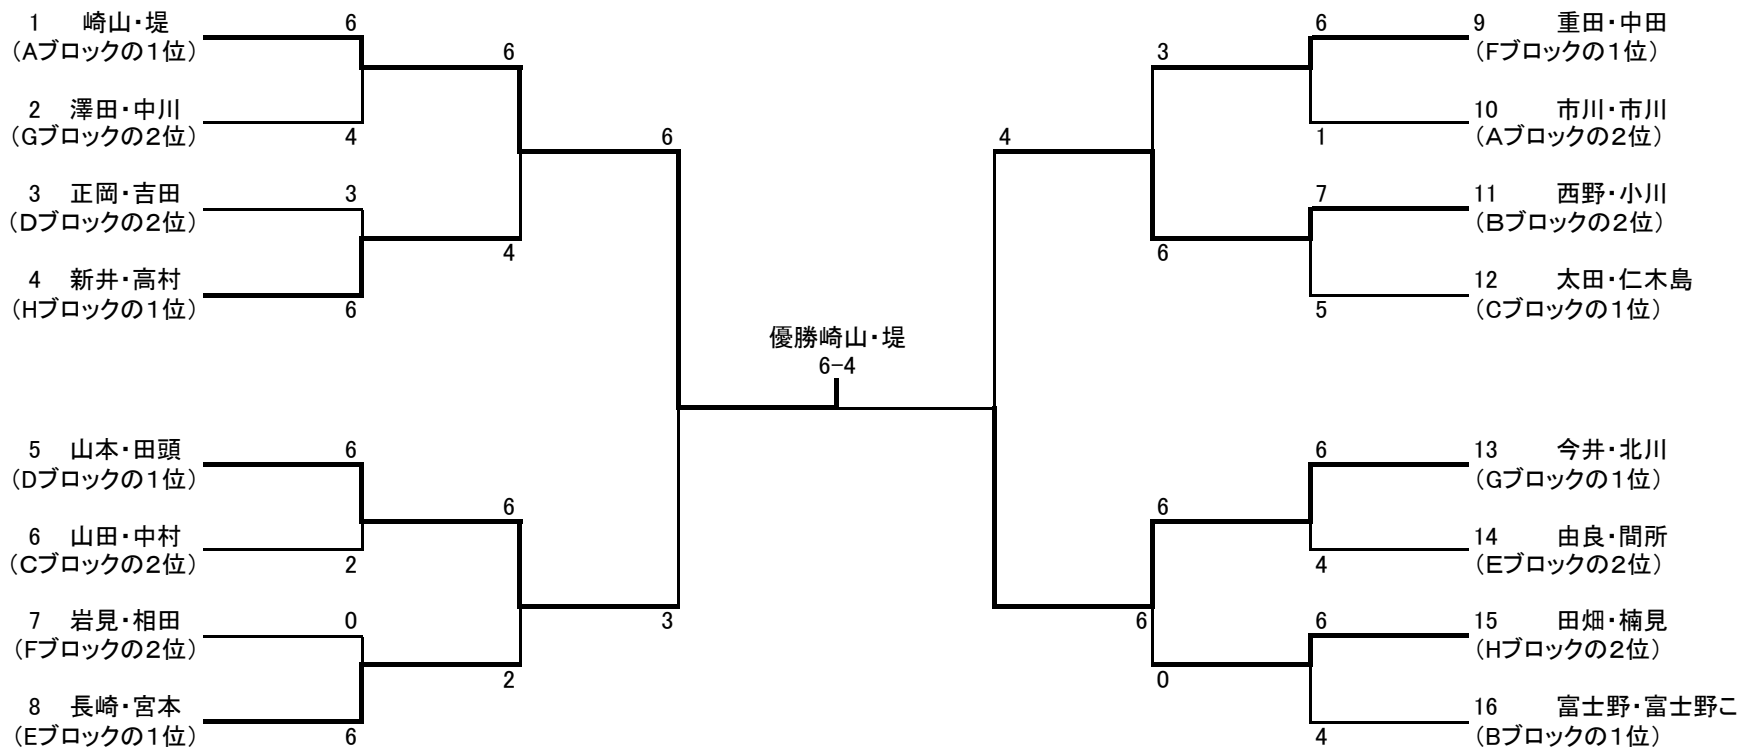 1 崎山・堤 6
(Aブロックの１位)
2 澤田・中川
(Gブロックの２位) 4
3 正岡・吉田 3
(Dブロックの２位)
4 新井・高村
(Hブロックの１位) 6
6
4
6
5 山本・田頭 6
(Dブロックの１位)
6 山田・中村
(Cブロックの２位) 2
7 岩見・相田 0
(Fブロックの２位)
8 長崎・宮本
(Eブロックの１位) 6
6
2
3
優勝崎山・堤
6-4
6 9 重田・中田
(Fブロックの１位)
10 市川・市川
1 (Aブロックの２位)
7 11 西野・小川
(Bブロックの２位)
12 太田・仁木島
5 (Cブロックの１位)
3
6
4
6 13 今井・北川
(Gブロックの１位)
14 由良・間所
4 (Eブロックの２位)
6 15 田畑・楠見
(Hブロックの２位)
16 富士野・富士野こ
4 (Bブロックの１位)
6
0
6